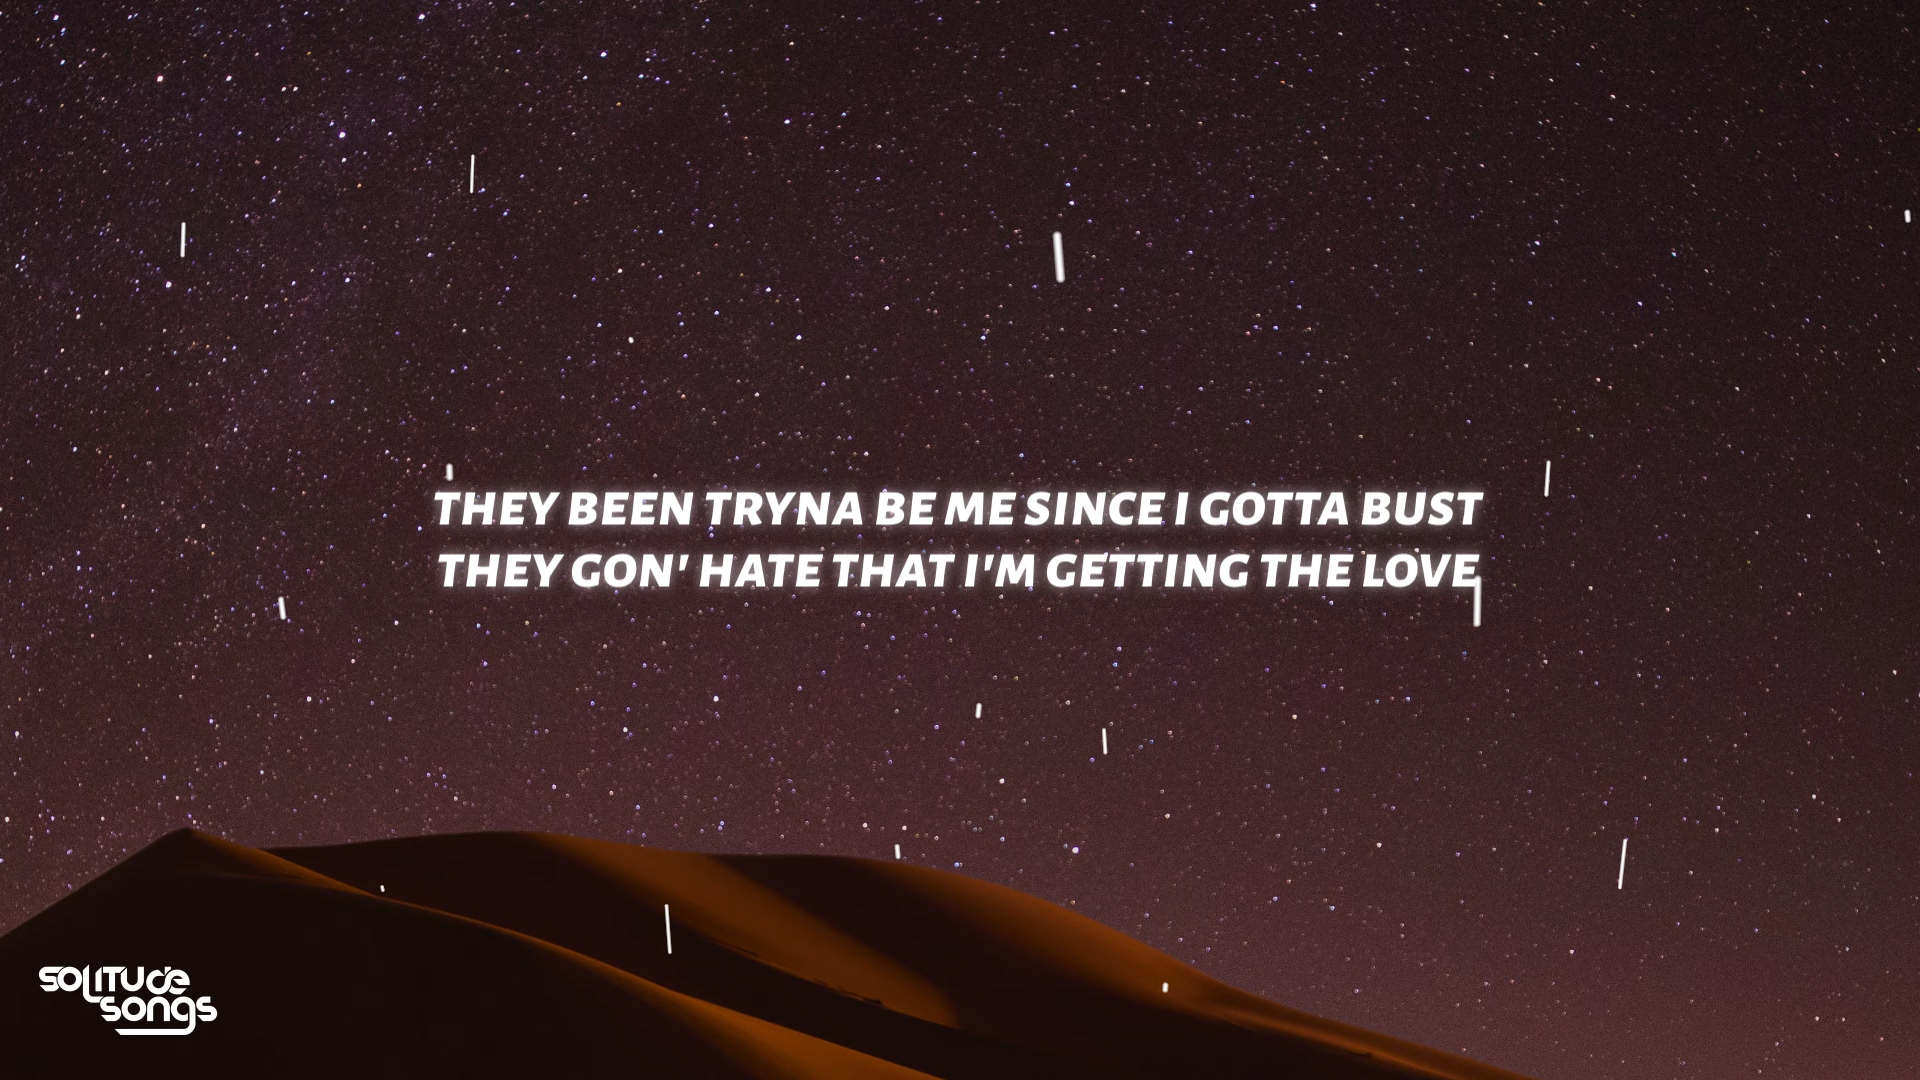 THEY BEEN TRYNA BE ME SINCE I GOTTA BUST
THEY GON' HATE THAT I'M GETTING THE LOVE
SOLITUDE
SONGS